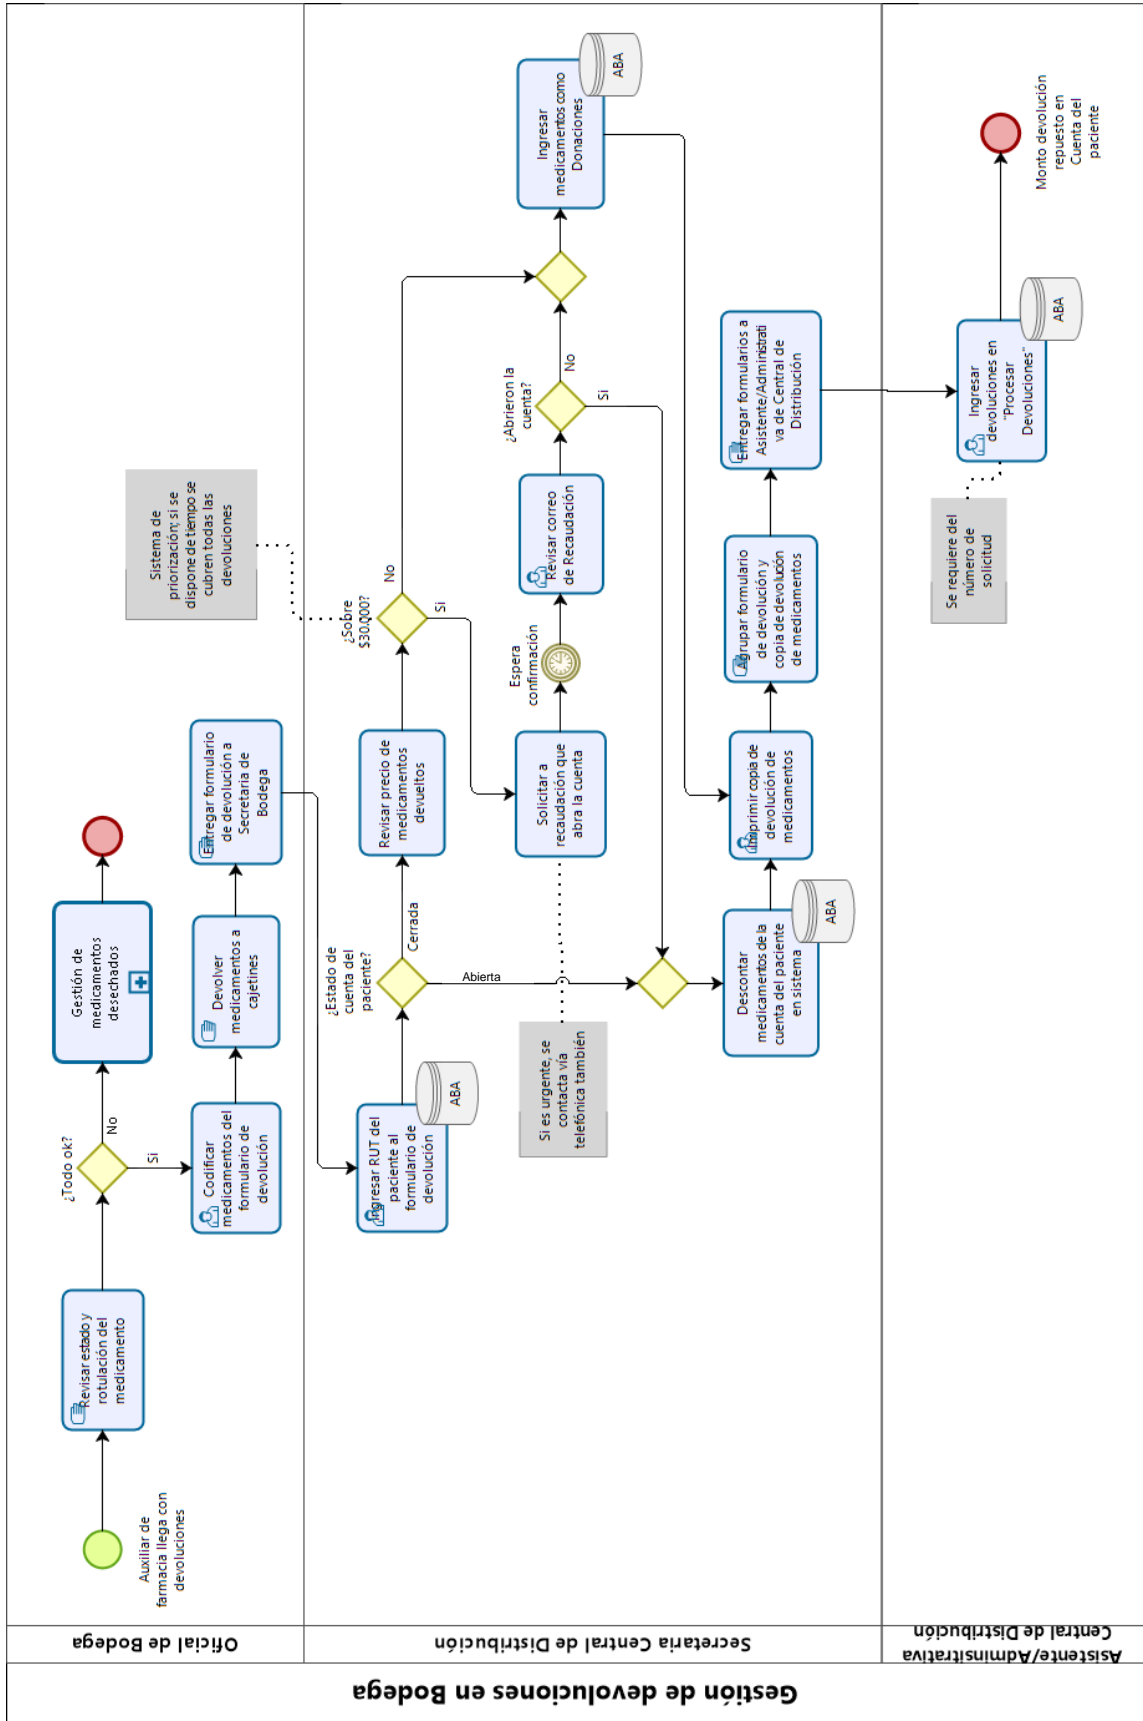 Gestión de devoluciones en Bodega
Oficial de Bodega
Auxiliar de
farmacia llega con
devoluciones
Revisar estado y
rotulación del
medicamento
¿Todo ok?
No
Si
Gestión de
medicamentos
desechados
Codificar
medicamentos del
formulario de
devolución
Devolver
medicamentos a
cajetines
Entregar formulario
de devolución a
Secretaria de
Bodega
Secretaria Central de Distribución
Ingresar RUT del
paciente al
formulario de
devolución
ABA
¿Estado de
cuenta del
paciente?
Cerrada
Abierta
Revisar precio de
medicamentos
devueltos
¿Sobre
$30.000?
No
Si
Sistema de
priorización; si se
dispone de tiempo se
cubren todas las
devoluciones
Solicitar a
recaudación que
abra la cuenta
Si es urgente, se
contacta vía
telefónica también
Espera
confirmación
Revisar correo
de Recaudación
¿Abrieron la
cuenta?
No
Si
Ingresar
medicamentos como
Donaciones
ABA
Descontar
medicamentos de la
cuenta del paciente
en sistema
ABA
Imprimir copia de
devolución de
medicamentos
Agrupar formulario
de devolución y
copia de devolución
de medicamentos
Entregar formularios a
Asistente/Administrati
va de Central de
Distribución
Asistente/Adminsitrativa
Central de Distribución
Ingresar
devoluciones en
"Procesar
Devoluciones"
ABA
Se requiere del
número de
solicitud
Monto devolución
repuesto en
Cuenta del
paciente